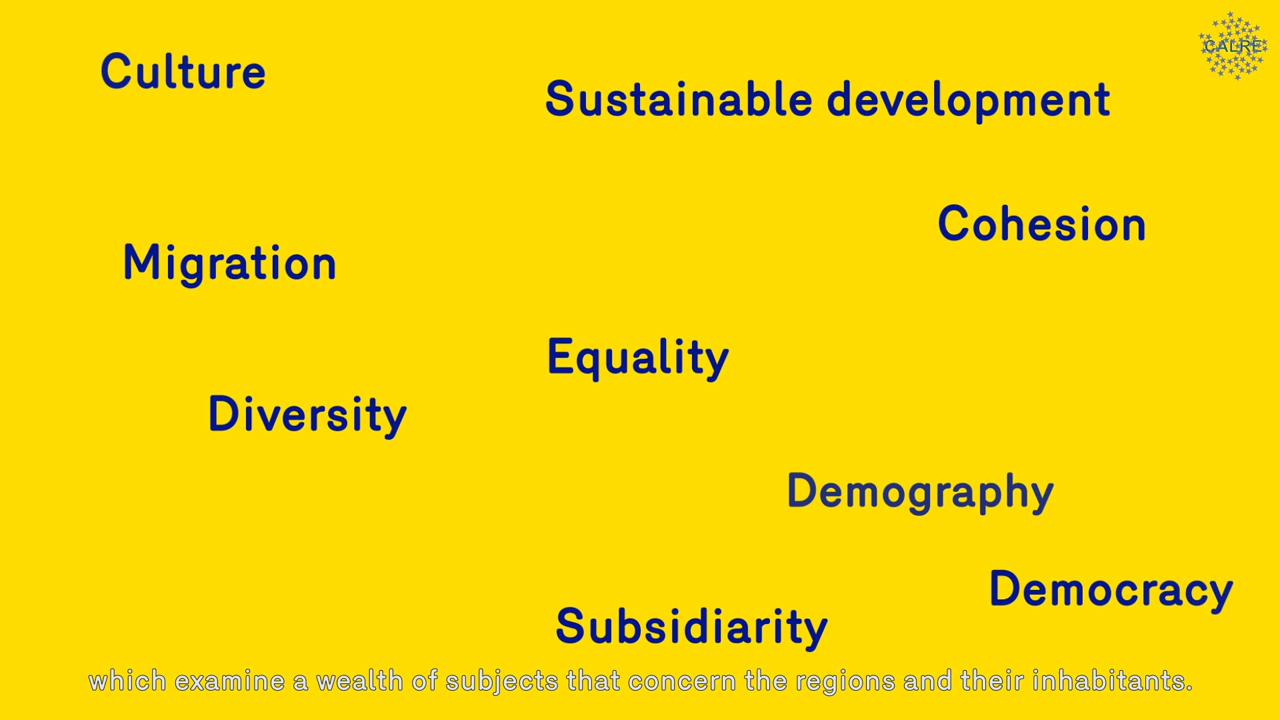 Culture
CALRE
Sustainable development
Cohesion
Migration
Equality
Diversity
Demography
Democracy
Subsidiarity
which examine a wealth of subjects that concern the regions and their inhabitants.